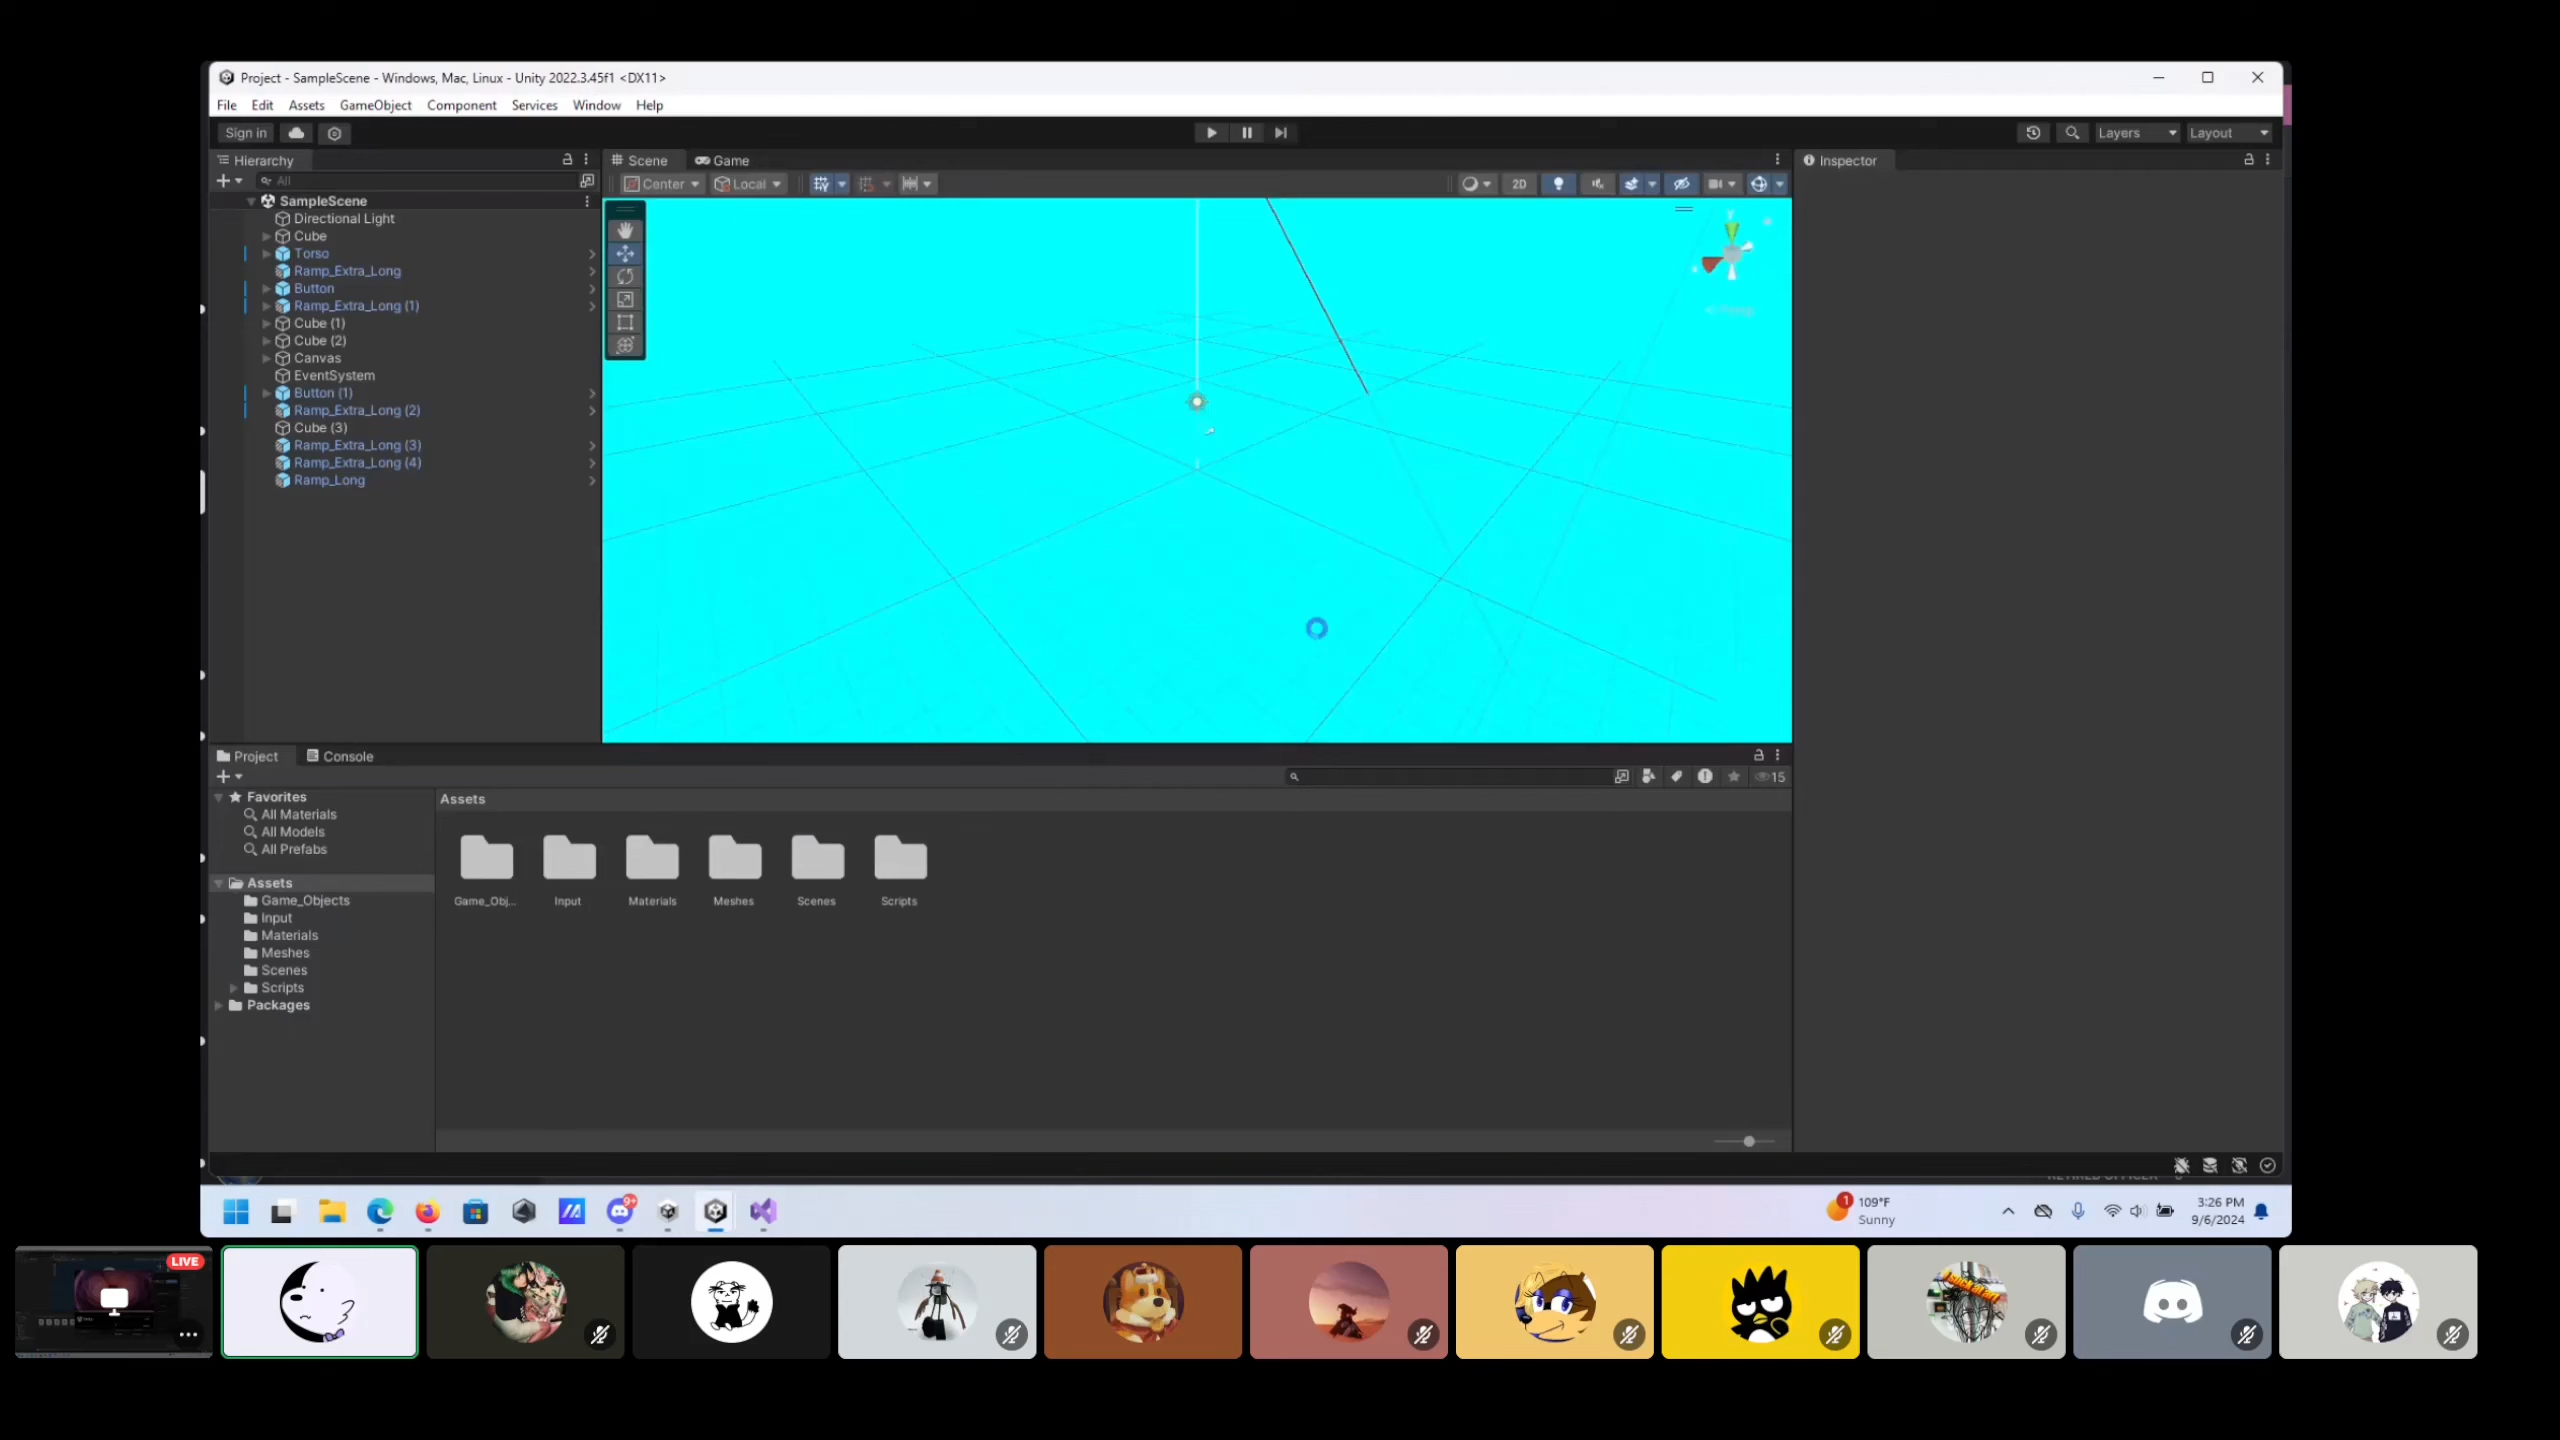 Project - SampleScene - Windows, Mac, Linux - Unity 2022.3.45f1 <DX11>
File Edit Assets GameObject Component Services Window Help
Sign in
Layers Layout
Hierarchy
All
SampleScene
Directional Light
Cube
Torso
Ramp_Extra_Long
Button
Ramp_Extra_Long (1)
Cube (1)
Cube (2)
Canvas
EventSystem
Button (1)
Ramp_Extra_Long (2)
Cube (3)
Ramp_Extra_Long (3)
Ramp_Extra_Long (4)
Ramp_Long
Scene Game
Center Local 2D
y
Inspector
Project Console
15
Favorites
All Materials
All Models
All Prefabs
Assets
Game_Objects
Input
Materials
Meshes
Scenes
Scripts
Packages
Assets
Game_Obj... Input Materials Meshes Scenes Scripts
9+
1
109°F
Sunny
3:26 PM
9/6/2024
LIVE